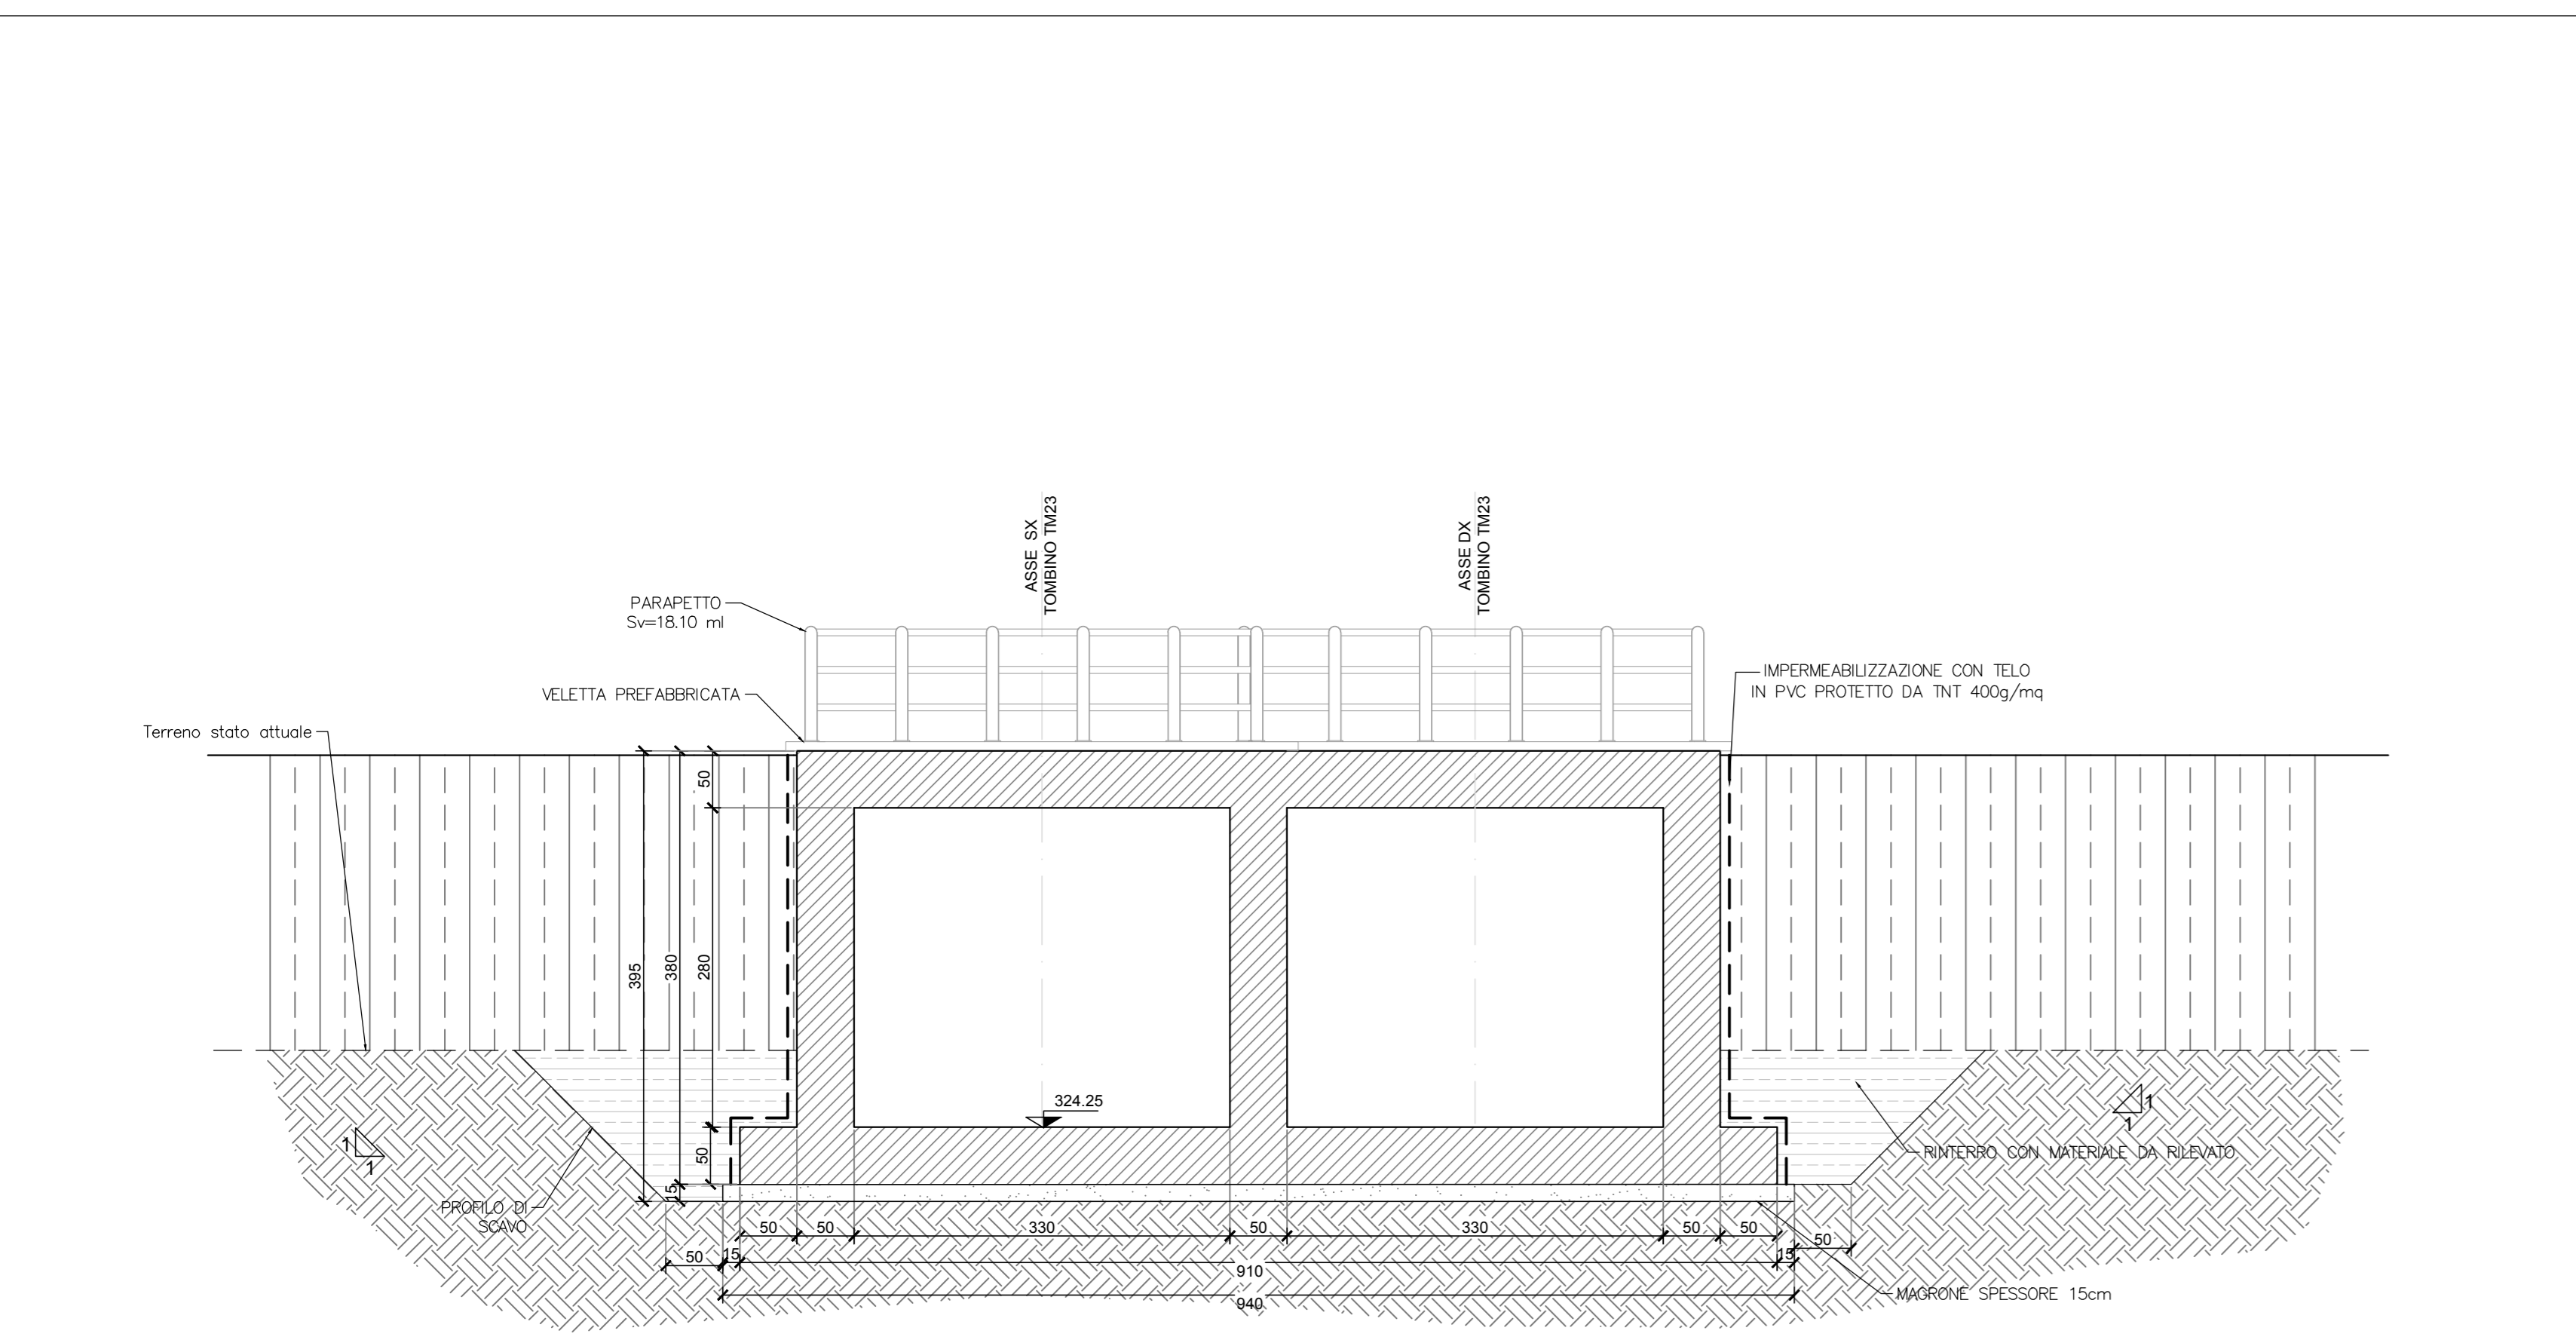 ASSE SX
TOMBINO TM23
ASSE DX
TOMBINO TM23
PARAPETTO
Sv=18.10 ml
VELETTA PREFABBRICATA
IMPERMEABILIZZAZIONE CON TELO
IN PVC PROTETTO DA TNT 400g/mq
Terreno stato attuale
50
395
380
280
324.25
1
1
1
1
50
15
RINTERRO CON MATERIALE DA RILEVATO
PROFILO DI
SCAVO
50
50
330
50
330
50
50
50
50
15
15
910
MAGRONE SPESSORE 15cm
940